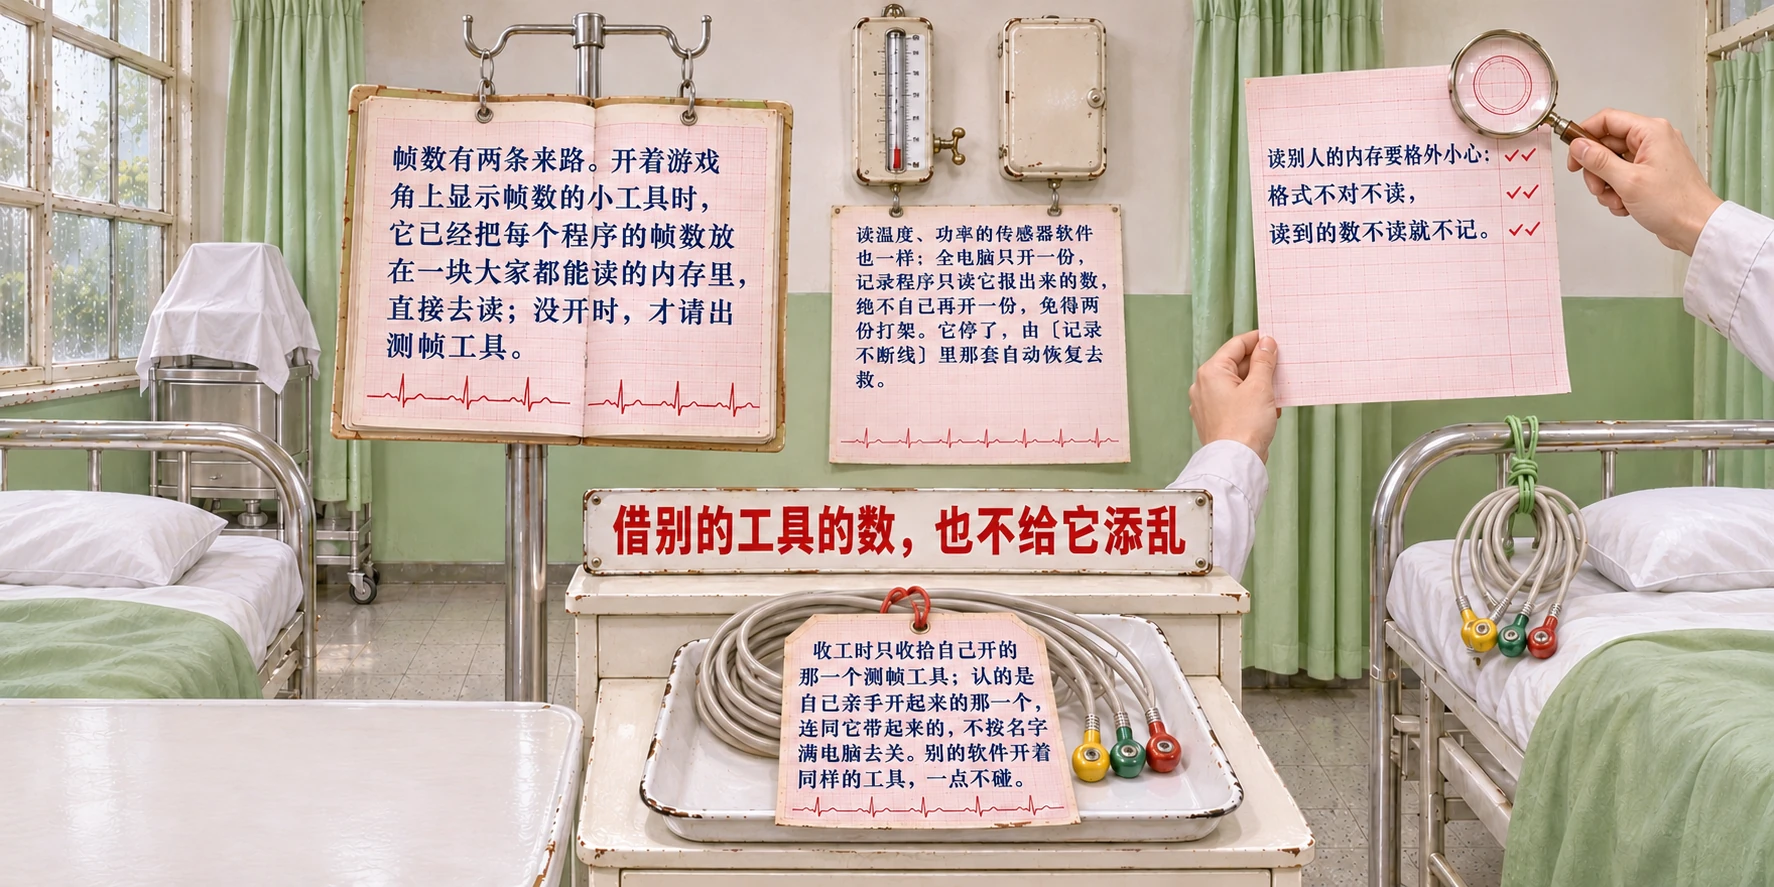 帧数有两条来路。开着游戏
角上显示帧数的小工具时，
它已经把每个程序的帧数放
在一块大家都能读的内存里，
直接去读；没开时，才请出
测帧工具。
读温度、功率的传感器软件
也一样；全电脑只开一份，
记录程序只读它报出来的数，
绝不自己再开一份，免得两
份打架。它停了，由〔记录
不断线〕里那套自动恢复去
救。
读别人的内存要格外小心：
格式不对不读，
读到的数不读就不记。
借别的工具的数，也不给它添乱
收工时只收拾自己开的
那一个测帧工具；认的是
自己亲手开起来的那一个，
连同它带起来的，不按名字
满电脑去关。别的软件开着
同样的工具，一点不碰。